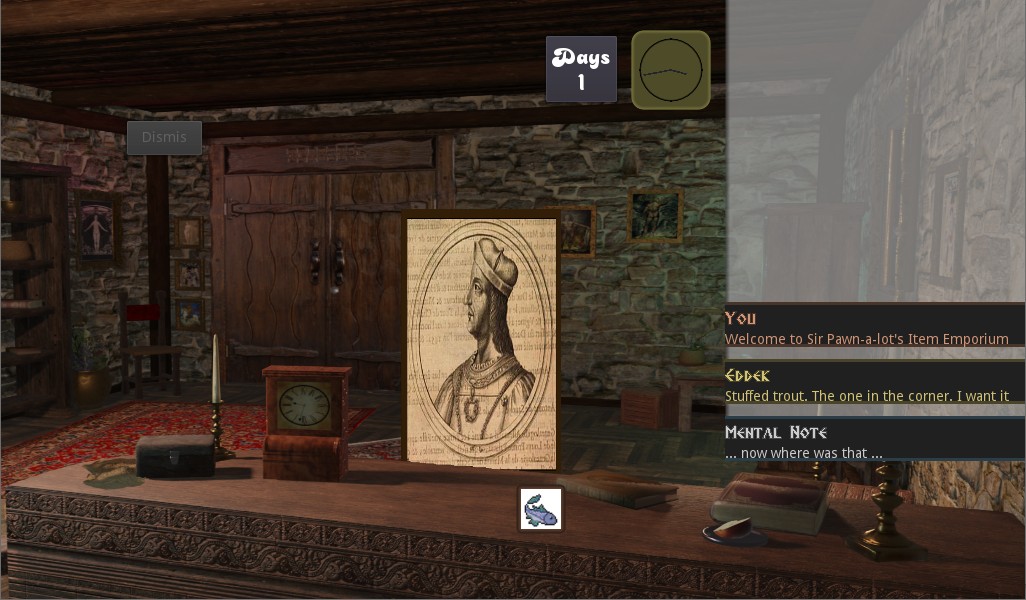 Days
1
Dismis
You
Welcome to Sir Pawn-a-lot's Item Emporium
Eddek
Stuffed trout. The one in the corner. I want it
Mental Note
... now where was that ...